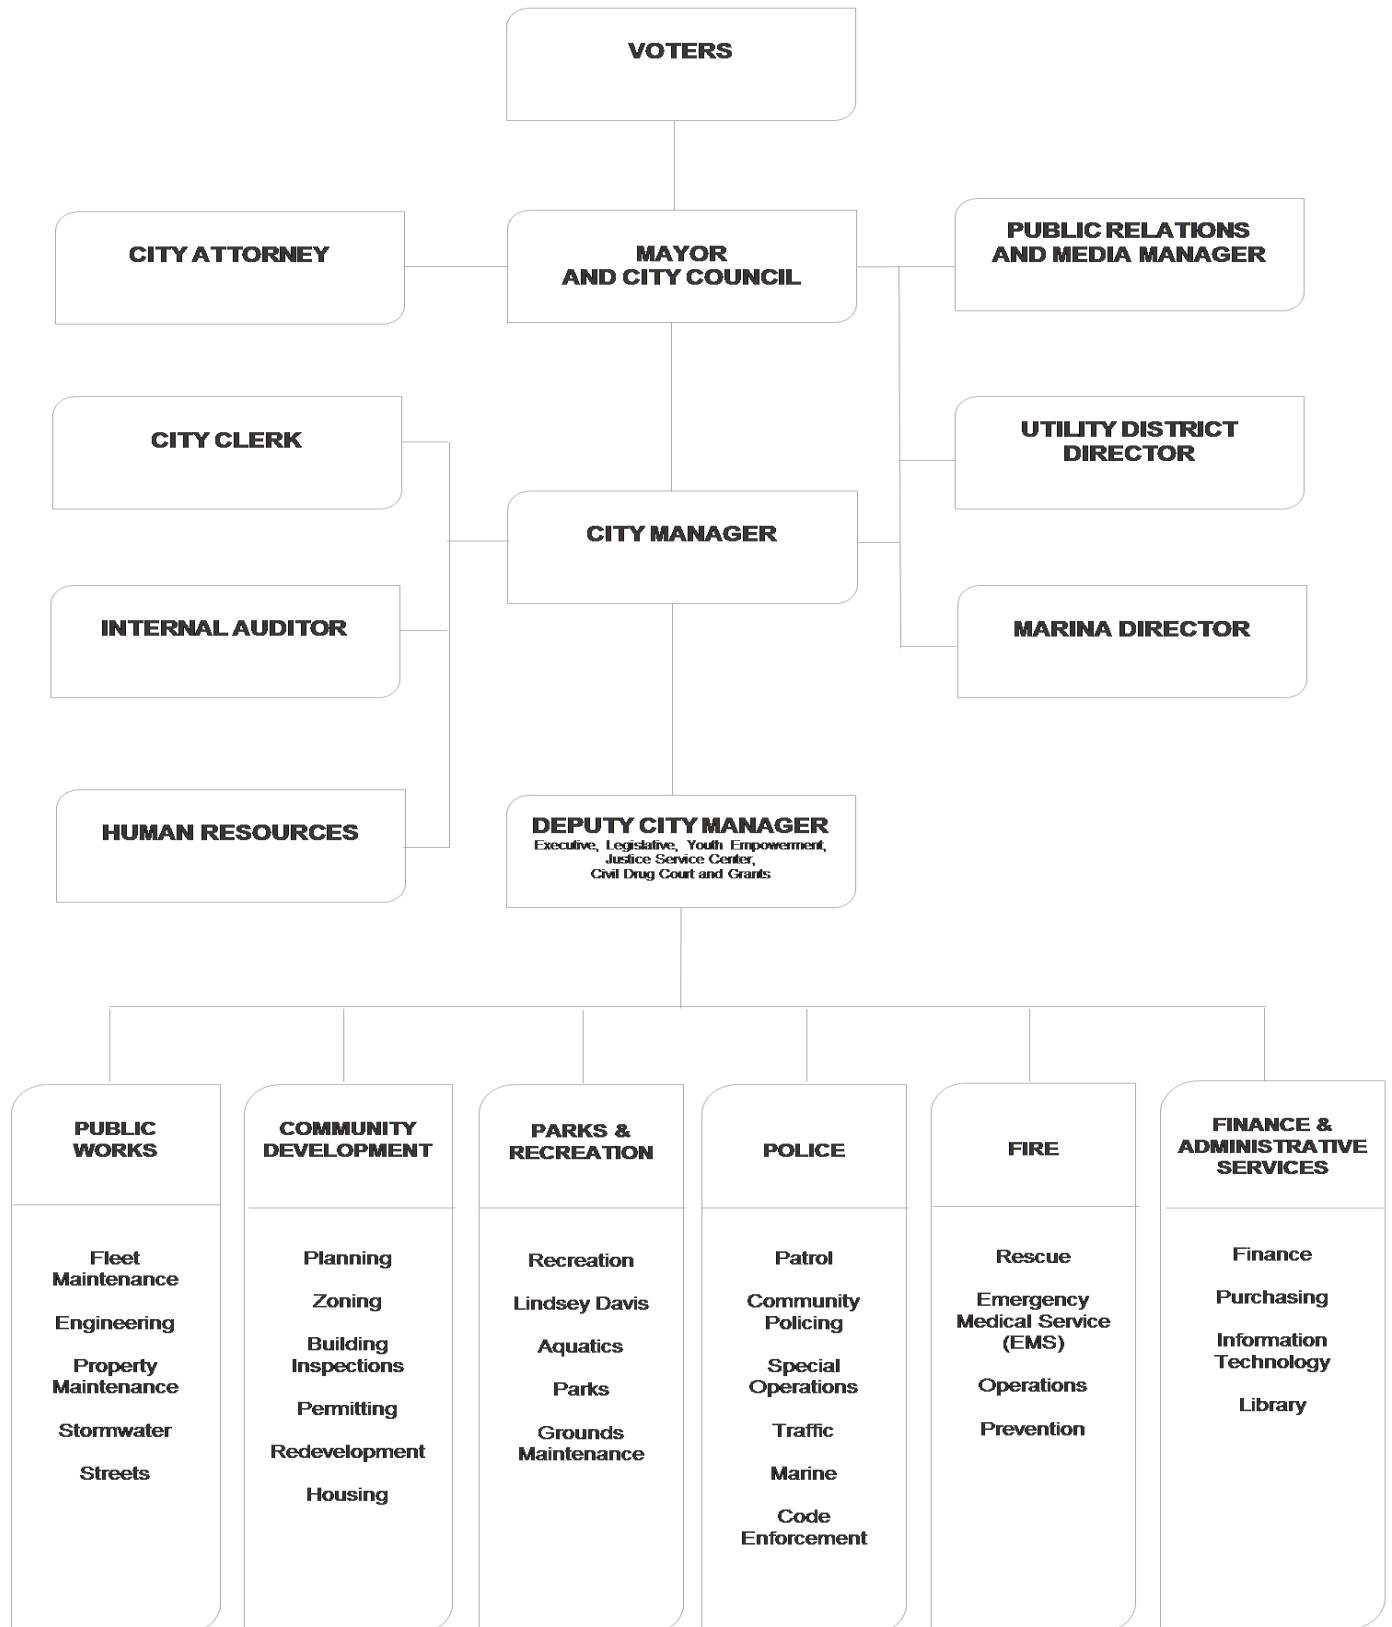 VOTERS
CITY ATTORNEY
MAYOR
AND CITY COUNCIL
PUBLIC RELATIONS
AND MEDIA MANAGER
CITY CLERK
UTILITY DISTRICT
DIRECTOR
CITY MANAGER
INTERNAL AUDITOR
MARINA DIRECTOR
HUMAN RESOURCES
DEPUTY CITY MANAGER
Executive, Legislative, Youth Empowerment,
Justice Service Center,
Civil Drug Court and Grants
PUBLIC
WORKS
Fleet
Maintenance
Engineering
Property
Maintenance
Stormwater
Streets
COMMUNITY
DEVELOPMENT
Planning
Zoning
Building
Inspections
Permitting
Redevelopment
Housing
PARKS &
RECREATION
Recreation
Lindsey Davis
Aquatics
Parks
Grounds
Maintenance
POLICE
Patrol
Community
Policing
Special
Operations
Traffic
Marine
Code
Enforcement
FIRE
Rescue
Emergency
Medical Service
(EMS)
Operations
Prevention
FINANCE &
ADMINISTRATIVE
SERVICES
Finance
Purchasing
Information
Technology
Library